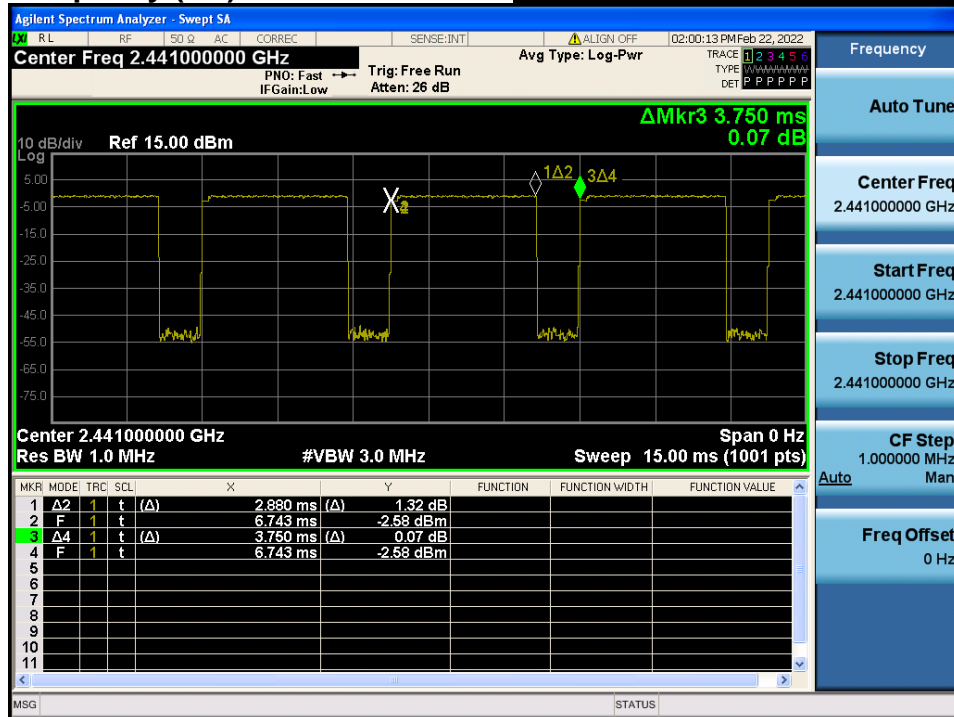 Agilent Spectrum Analyzer - Swept SA
LXI RL RF 50 Ω AC CORREC SENSE:INT ALIGN OFF 02:00:13 PM Feb 22, 2022
Center Freq 2.441000000 GHz Avg Type: Log-Pwr TRACE 1 2 3 4 5 6
PNO: Fast Trig: Free Run TYPE
IFGain:Low Atten: 26 dB DET P P P P P P
ΔMkr3 3.750 ms
0.07 dB
10 dB/div Ref 15.00 dBm
Log
1Δ2 3Δ4
5.00
-5.00
X
-15.0
-25.0
-35.0
-45.0
-55.0
-65.0
-75.0
Center 2.441000000 GHz Span 0 Hz
Res BW 1.0 MHz #VBW 3.0 MHz Sweep 15.00 ms (1001 pts)
MKR MODE TRC SCL X Y FUNCTION FUNCTION WIDTH FUNCTION VALUE
1 Δ2 1 t (Δ) 2.880 ms (Δ) 1.32 dB
2 F 1 t 6.743 ms -2.58 dBm
3 Δ4 1 t (Δ) 3.750 ms (Δ) 0.07 dB
4 F 1 t 6.743 ms -2.58 dBm
5
6
7
8
9
10
11
MSG STATUS
Frequency
Auto Tune
Center Freq
2.441000000 GHz
Start Freq
2.441000000 GHz
Stop Freq
2.441000000 GHz
CF Step
1.000000 MHz
Auto Man
Freq Offset
0 Hz